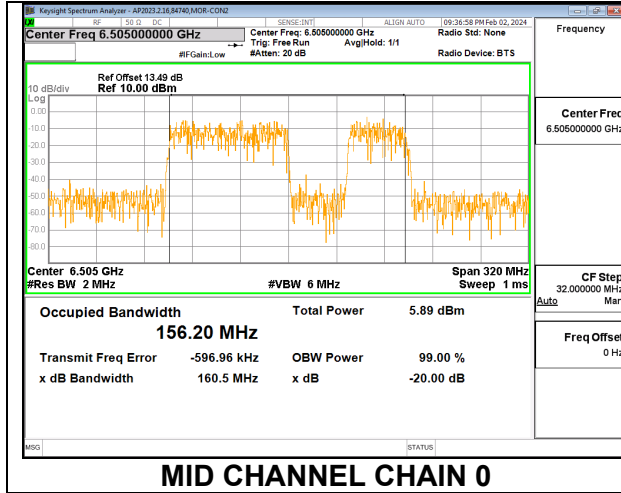 Keysight Spectrum Analyzer - AP2023.2.16,84740,MOR-CON2
RF 50 Ω DC SENSE:INT ALIGN AUTO 09:36:58 PM Feb 02, 2024
Center Freq 6.505000000 GHz Center Freq: 6.505000000 GHz Radio Std: None
Trig: Free Run Avg|Hold: 1/1
#IFGain:Low #Atten: 20 dB Radio Device: BTS
Frequency
Ref Offset 13.49 dB
10 dB/div Ref 10.00 dBm
Log
0.00
-10.0
-20.0
-30.0
-40.0
-50.0
-60.0
-70.0
-80.0
Center Freq
6.505000000 GHz
Center 6.505 GHz Span 320 MHz
#Res BW 2 MHz #VBW 6 MHz Sweep 1 ms
CF Step
32.000000 MHz
Auto Man
Freq Offset
0 Hz
Occupied Bandwidth Total Power 5.89 dBm
156.20 MHz
Transmit Freq Error -596.96 kHz OBW Power 99.00 %
x dB Bandwidth 160.5 MHz x dB -20.00 dB
MSG STATUS
MID CHANNEL CHAIN 0